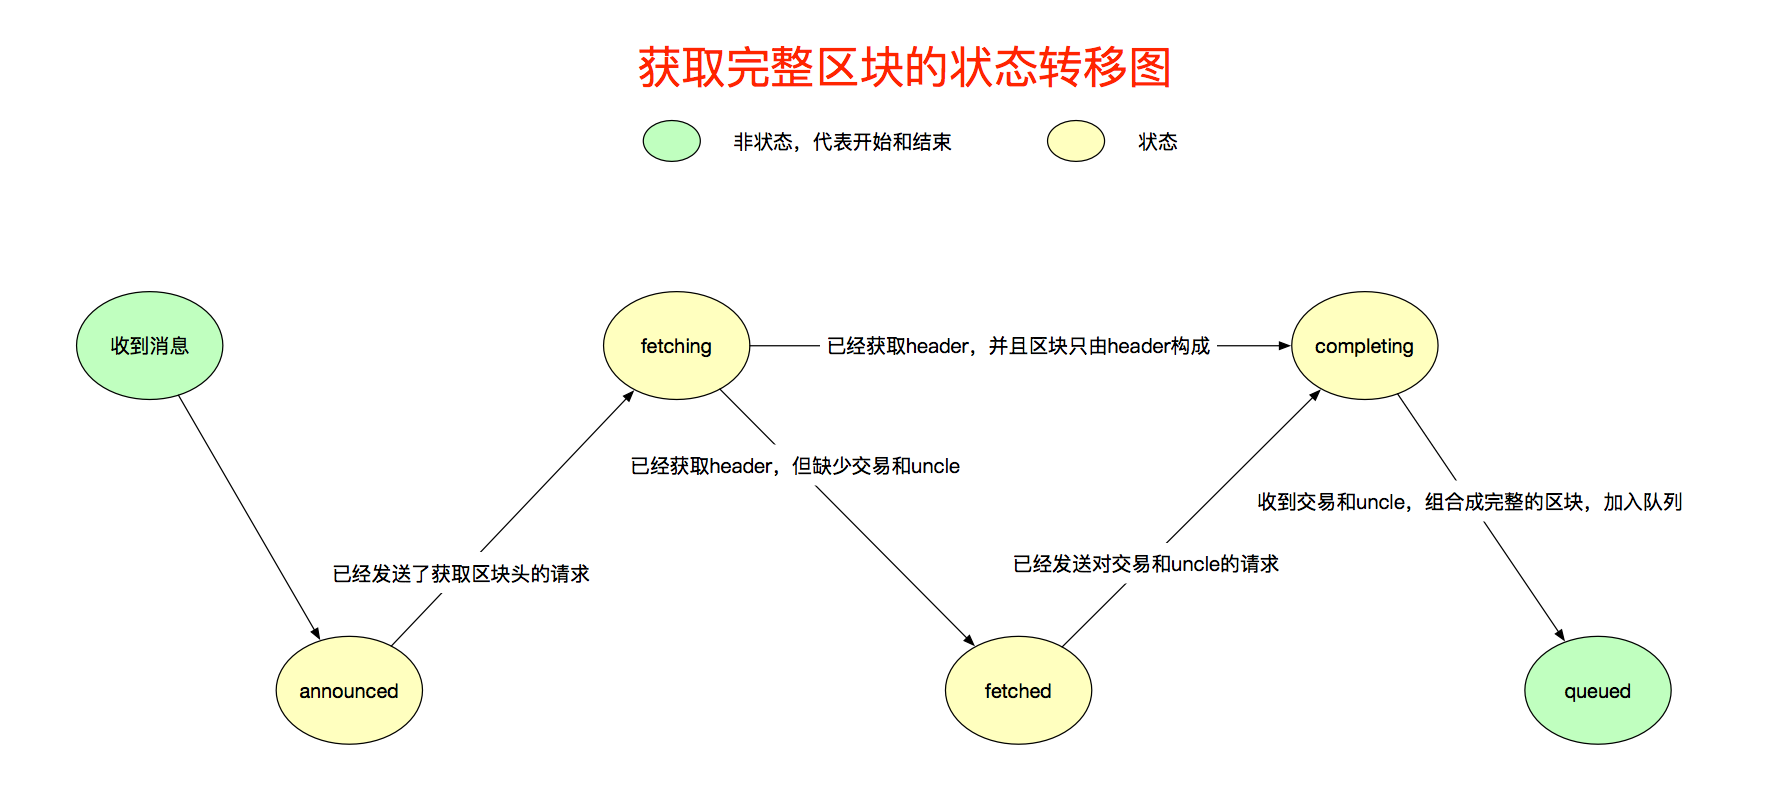 获取完整区块的状态转移图
非状态，代表开始和结束
状态
收到消息
fetching
已经获取header，并且区块只由header构成
completing
已经获取header，但缺少交易和uncle
收到交易和uncle，组合成完整的区块，加入队列
已经发送了获取区块头的请求
已经发送对交易和uncle的请求
announced
fetched
queued